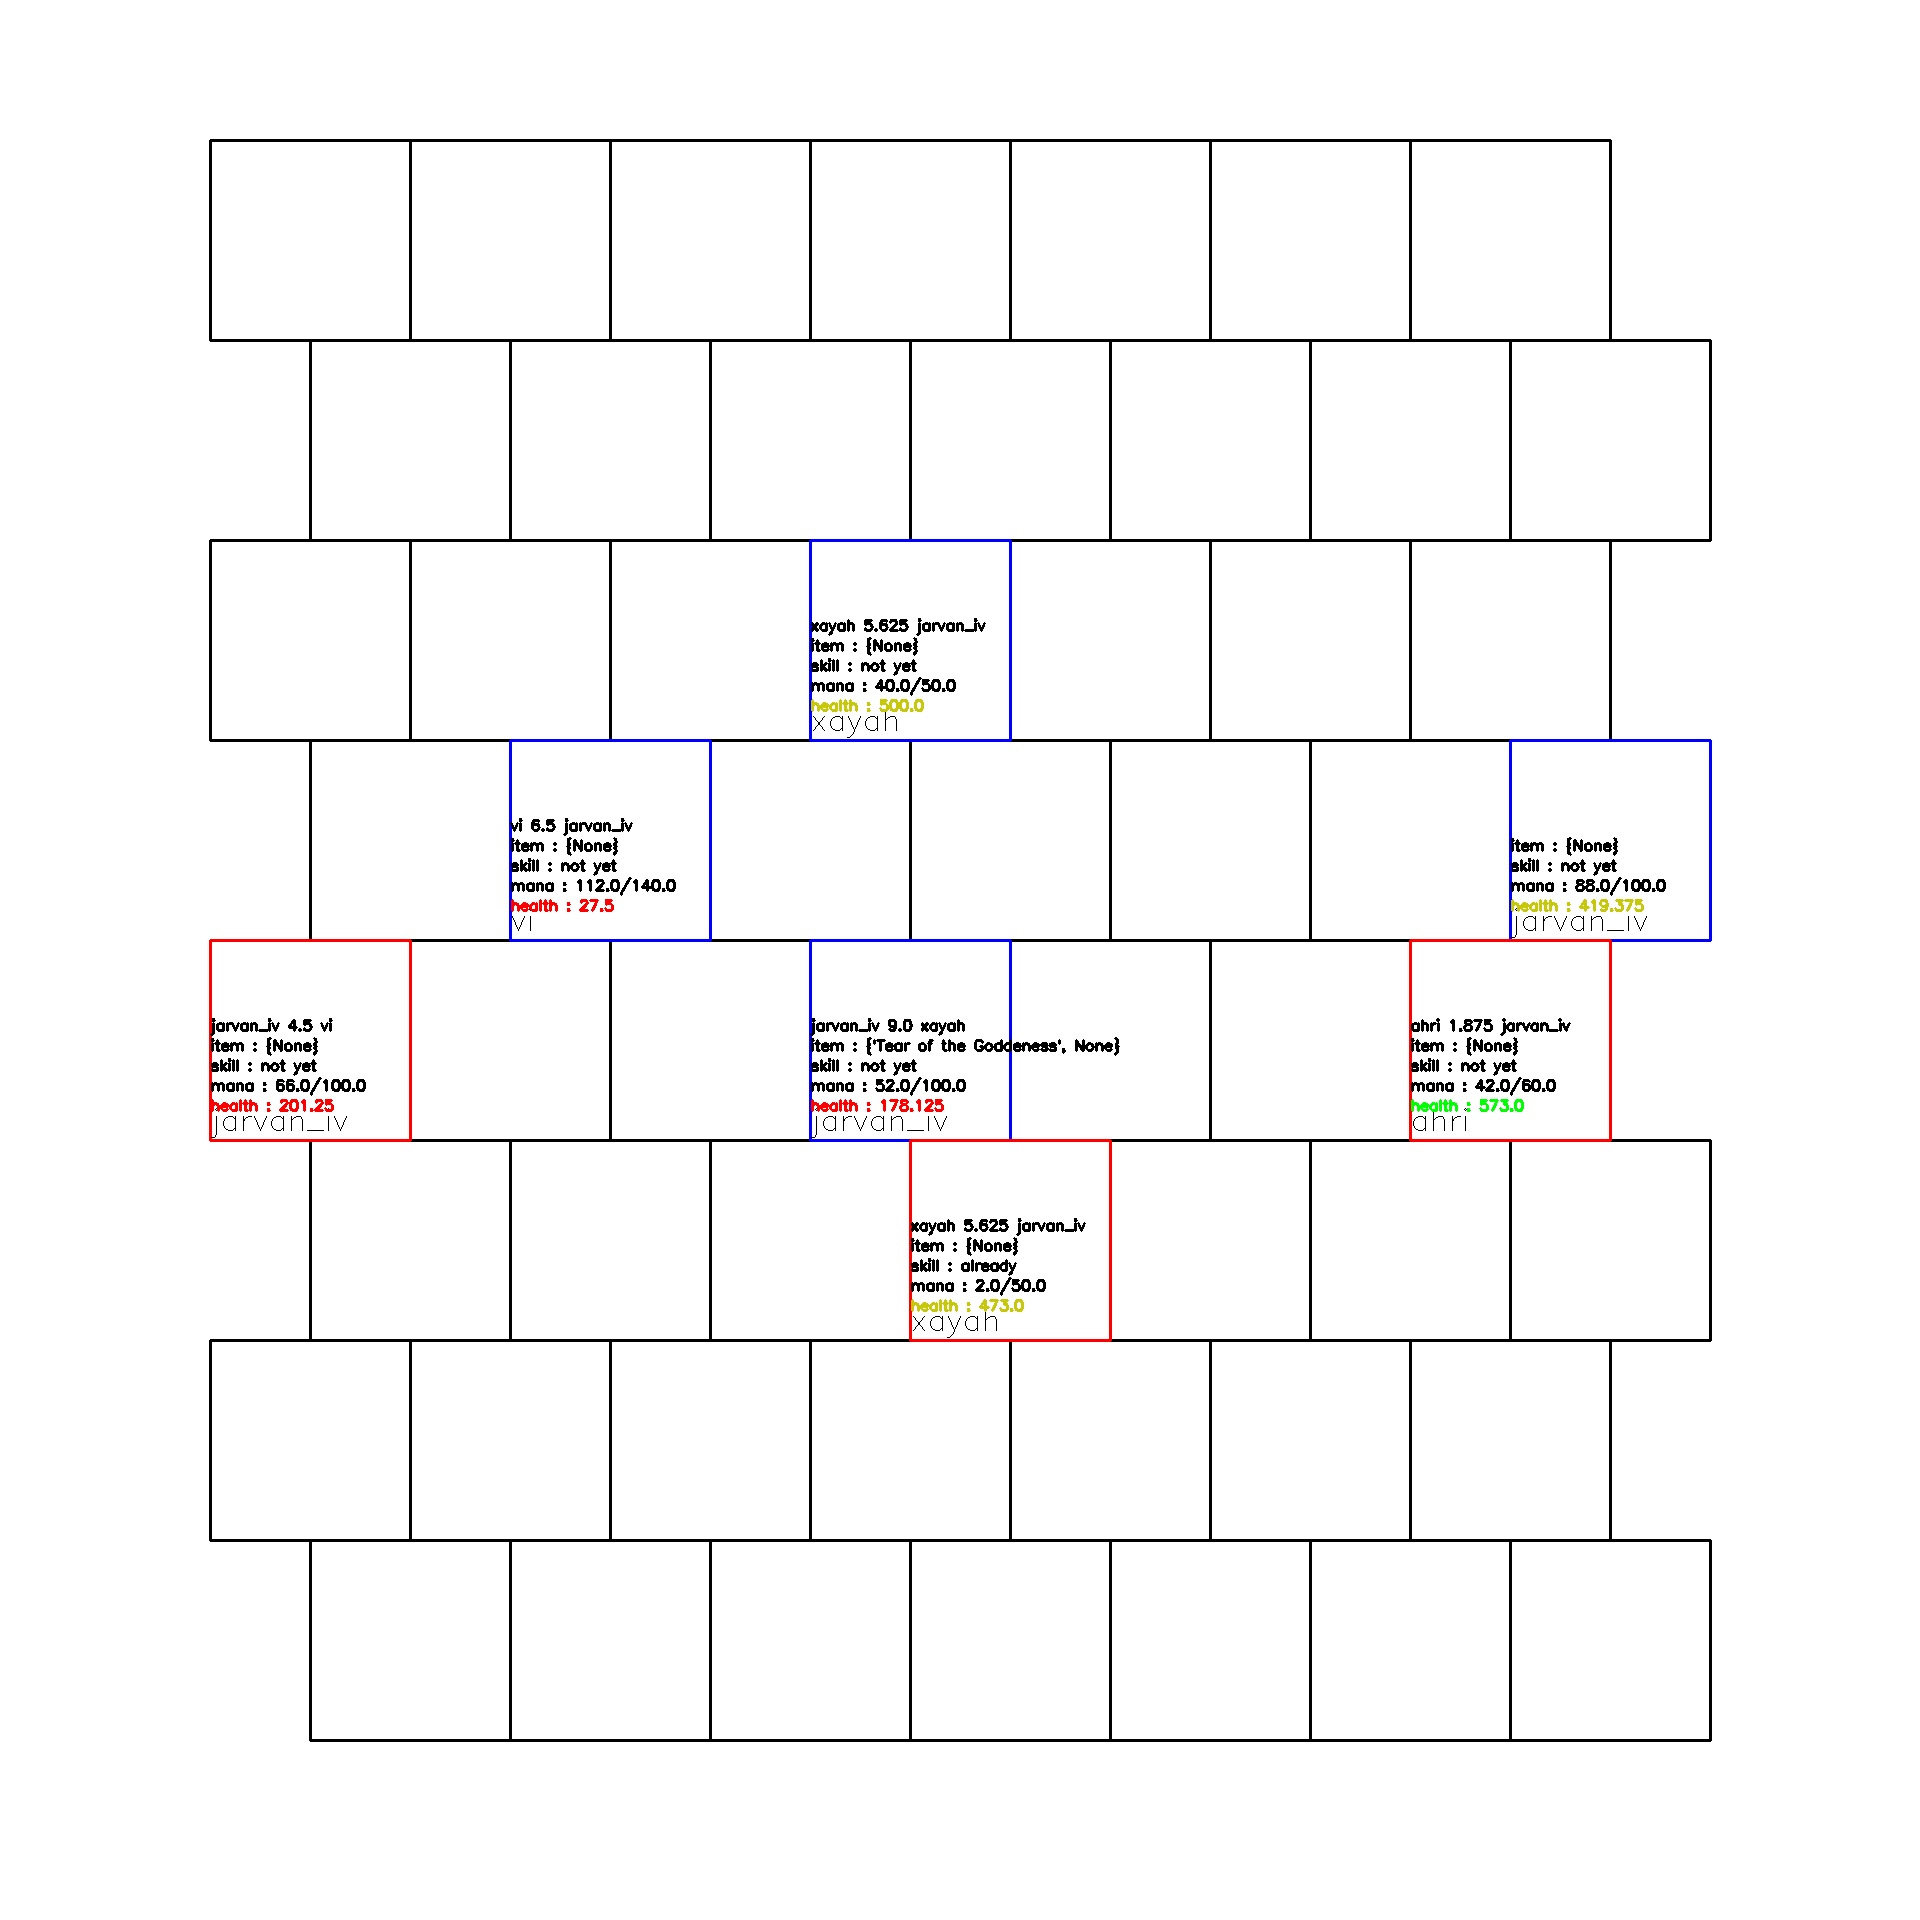 xayah 5.625 jarvan_iv
item : {None}
skill : not yet
mana : 40.0/50.0
health : 500.0
xayah
vi 6.5 jarvan_iv
item : {None}
skill : not yet
mana : 112.0/140.0
health : 27.5
vi
item : {None}
skill : not yet
mana : 88.0/100.0
health : 419.375
jarvan_iv
jarvan_iv 4.5 vi
item : {None}
skill : not yet
mana : 66.0/100.0
health : 201.25
jarvan_iv
jarvan_iv 9.0 xayah
item : {'Tear of the Goddeness', None}
skill : not yet
mana : 52.0/100.0
health : 178.125
jarvan_iv
ahri 1.875 jarvan_iv
item : {None}
skill : not yet
mana : 42.0/60.0
health : 573.0
ahri
xayah 5.625 jarvan_iv
item : {None}
skill : already
mana : 2.0/50.0
health : 473.0
xayah